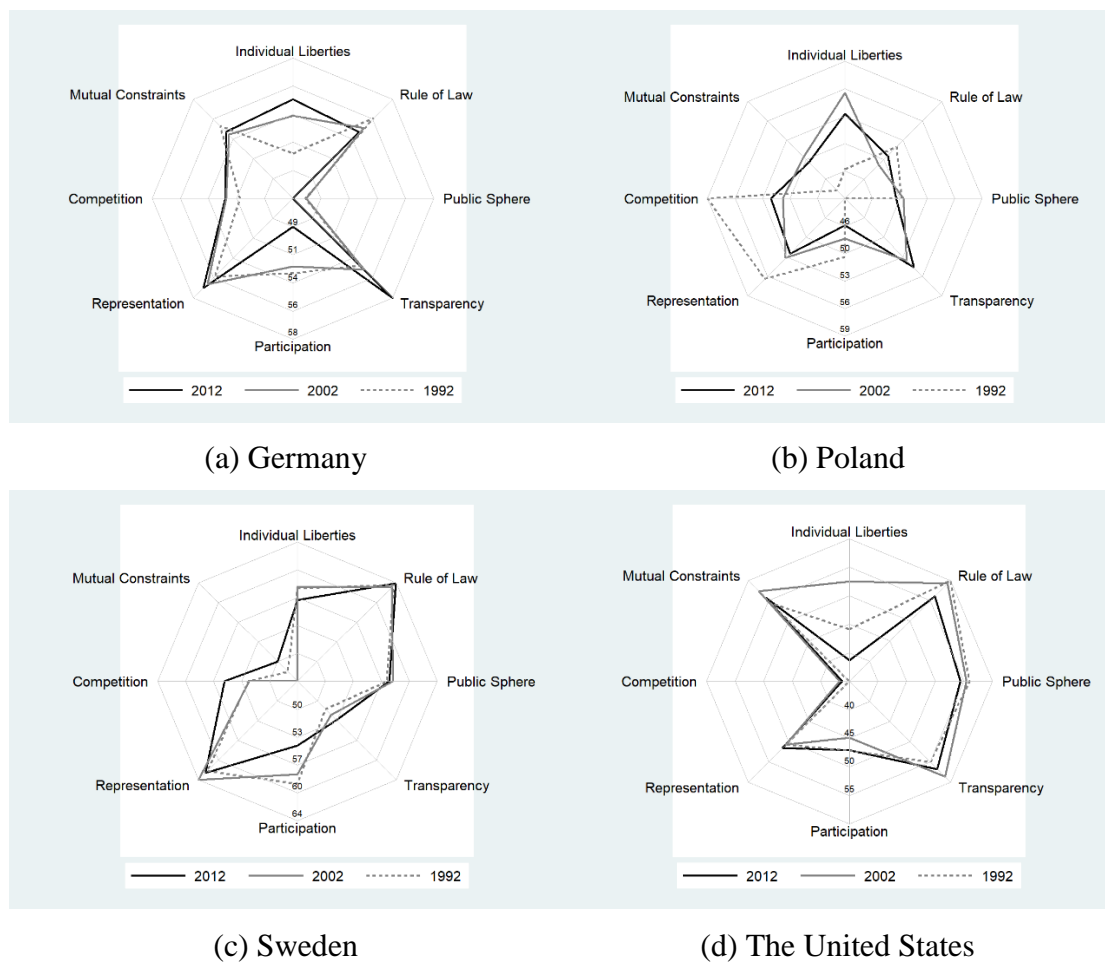 Individual Liberties
Mutual Constraints
Rule of Law
Competition
Public Sphere
49
51
54
56
58
Representation
Transparency
Participation
2012 2002 1992
(a) Germany
Individual Liberties
Mutual Constraints
Rule of Law
Competition
Public Sphere
46
50
53
56
59
Representation
Transparency
Participation
2012 2002 1992
(b) Poland
Individual Liberties
Mutual Constraints
Rule of Law
Competition
Public Sphere
50
53
57
60
64
Representation
Transparency
Participation
2012 2002 1992
(c) Sweden
Individual Liberties
Mutual Constraints
Rule of Law
Competition
Public Sphere
40
45
50
55
Representation
Transparency
Participation
2012 2002 1992
(d) The United States